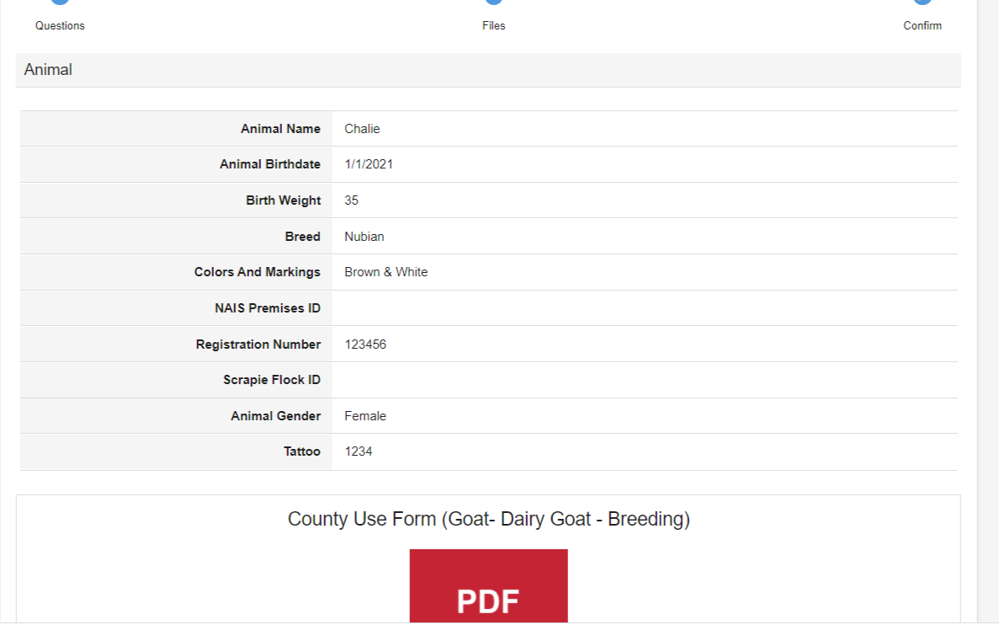 Questions Files Confirm
Animal
Animal Name Chalie
Animal Birthdate 1/1/2021
Birth Weight 35
Breed Nubian
Colors And Markings Brown & White
NAIS Premises ID
Registration Number 123456
Scrapie Flock ID
Animal Gender Female
Tattoo 1234
County Use Form (Goat- Dairy Goat - Breeding)
PDF